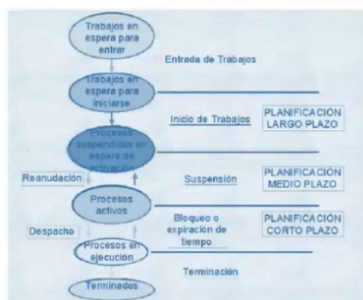 Trabajos en
espera para
entrar
Entrada de Trabajos
Trabajos en
espera para
iniciarse
Inicio de Trabajos
PLANIFICACIÓN
LARGO PLAZO
Procesos
suspendidos en
espera de
Reanudación
Suspensión
PLANIFICACIÓN
MEDIO PLAZO
Procesos
activos
Despacho
Bloqueo o
expiración de
tiempo
PLANIFICACIÓN
CORTO PLAZO
Procesos en
ejecución
Terminación
Terminados